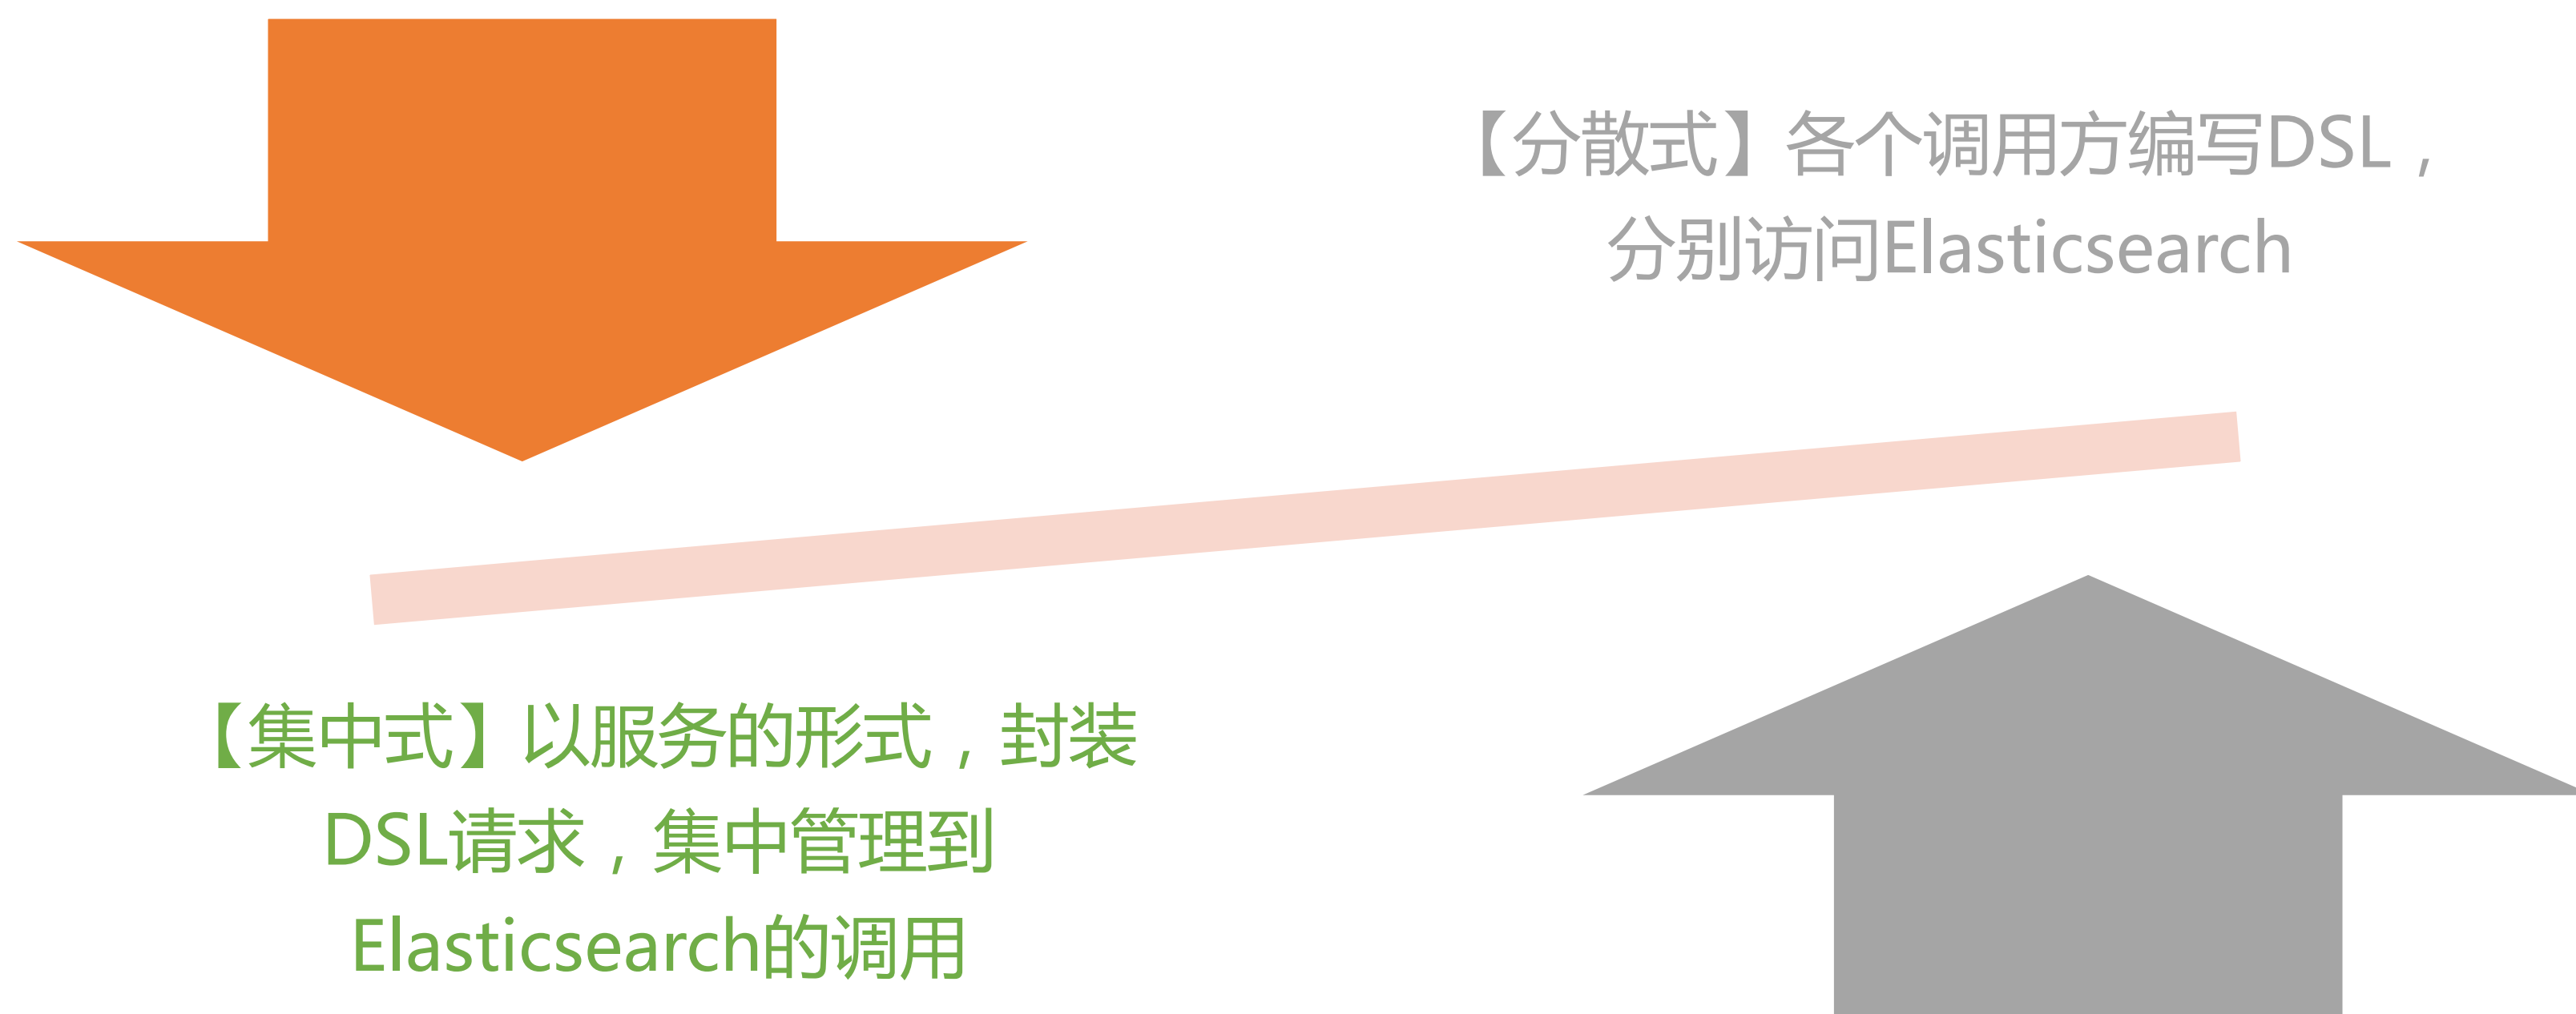 【分散式】各个调用方编写DSL，
分别访问Elasticsearch
【集中式】以服务的形式，封装
DSL请求，集中管理到
Elasticsearch的调用